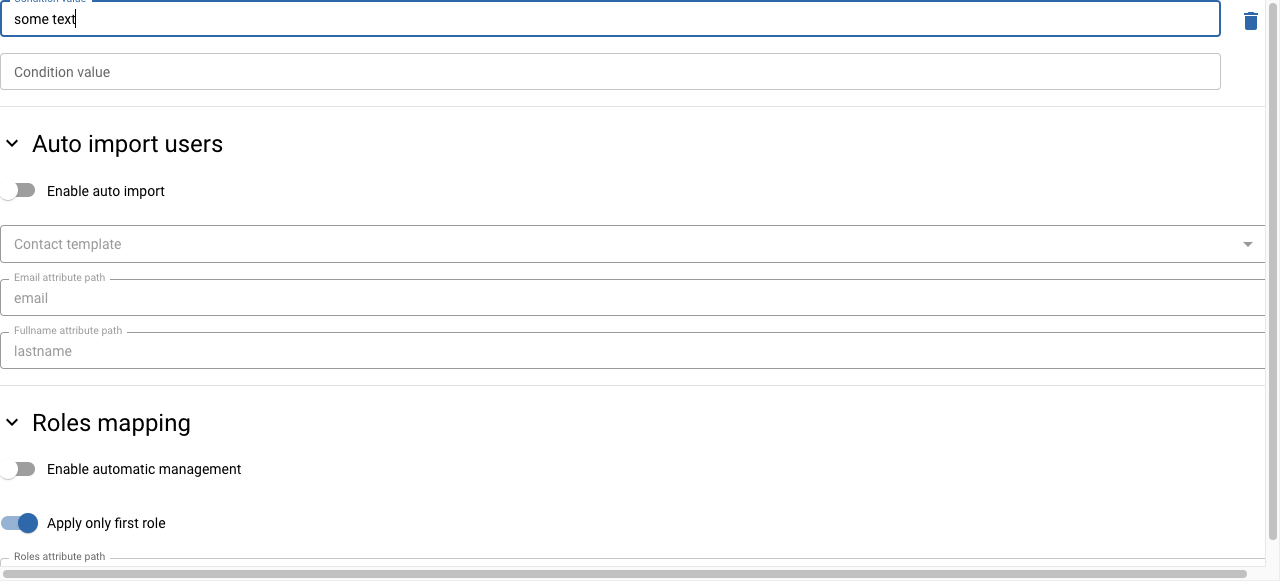 Condition value
some text
Condition value
Auto import users
Enable auto import
Contact template
Email attribute path
email
Fullname attribute path
lastname
Roles mapping
Enable automatic management
Apply only first role
Roles attribute path